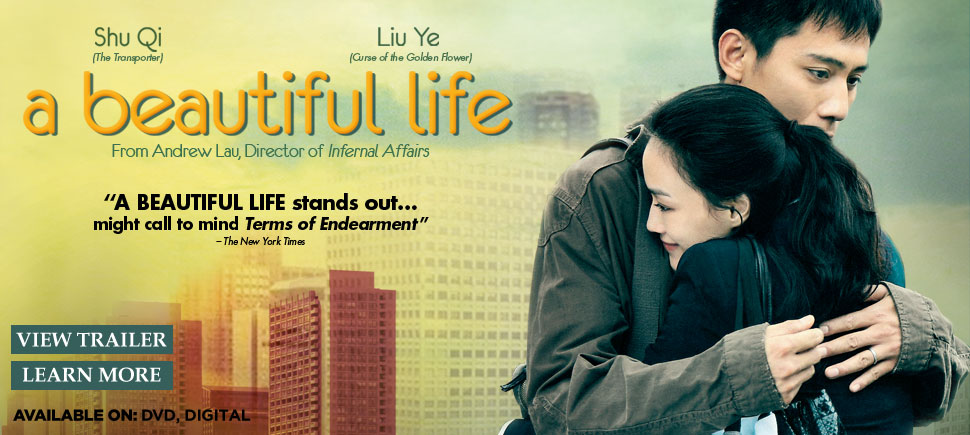 Shu Qi Liu Ye
(The Transporter) (Curse of the Golden Flower)
a beautiful life
From Andrew Lau, Director of Infernal Affairs
“A BEAUTIFUL LIFE stands out...
might call to mind Terms of Endearment”
– The New York Times
VIEW TRAILER
LEARN MORE
AVAILABLE ON: DVD, DIGITAL